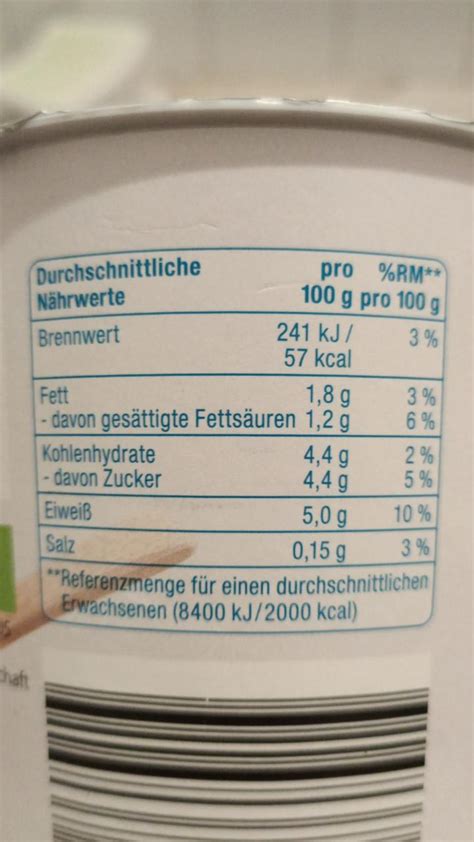 Durchschnittliche pro %RM**
Nährwerte 100 g pro 100 g
Brennwert 241 kJ / 3 %
57 kcal
Fett 1,8 g 3 %
- davon gesättigte Fettsäuren 1,2 g 6 %
Kohlenhydrate 4,4 g 2 %
- davon Zucker 4,4 g 5 %
Eiweiß 5,0 g 10 %
Salz 0,15 g 3 %
**Referenzmenge für einen durchschnittlichen
Erwachsenen (8400 kJ/2000 kcal)
chaft